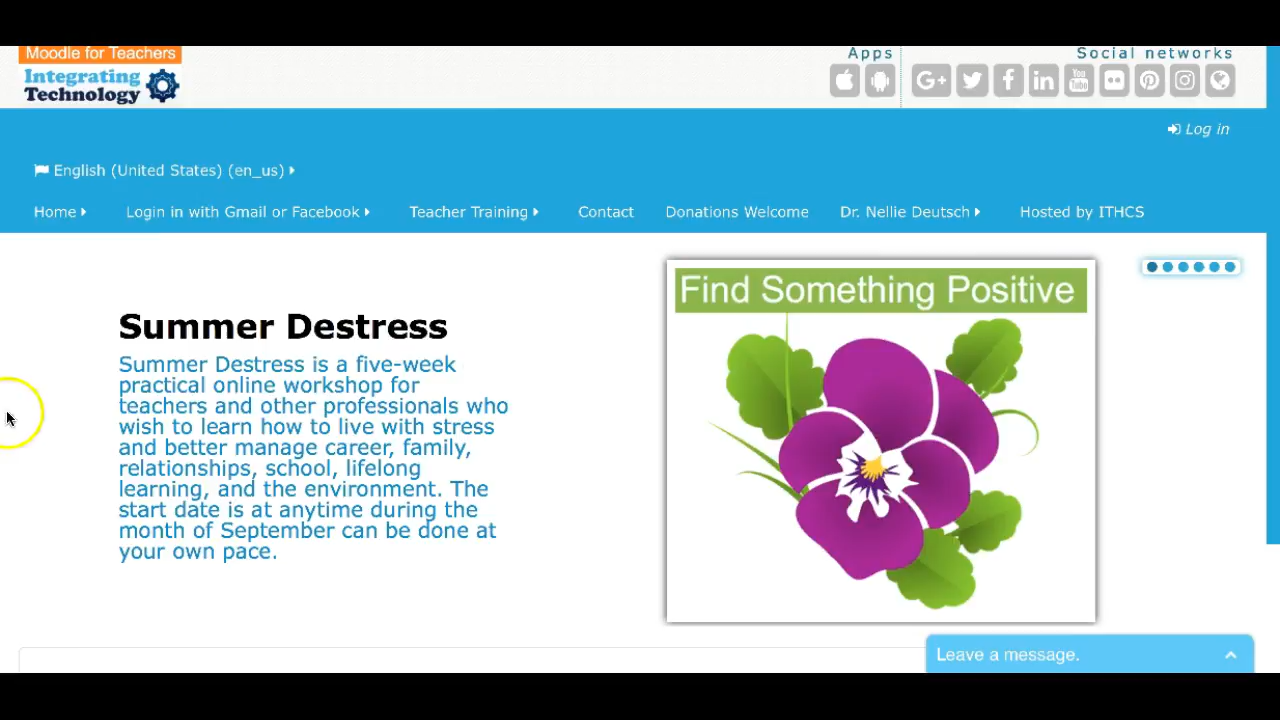 Moodle for Teachers
Integrating
Technology
Apps
Social networks
G+
You
Tube
Log in
English (United States) (en_us)
Home
Login in with Gmail or Facebook
Teacher Training
Contact
Donations Welcome
Dr. Nellie Deutsch
Hosted by ITHCS
Summer Destress
Summer Destress is a five-week
practical online workshop for
teachers and other professionals who
wish to learn how to live with stress
and better manage career, family,
relationships, school, lifelong
learning, and the environment. The
start date is at anytime during the
month of September can be done at
your own pace.
Find Something Positive
Leave a message.